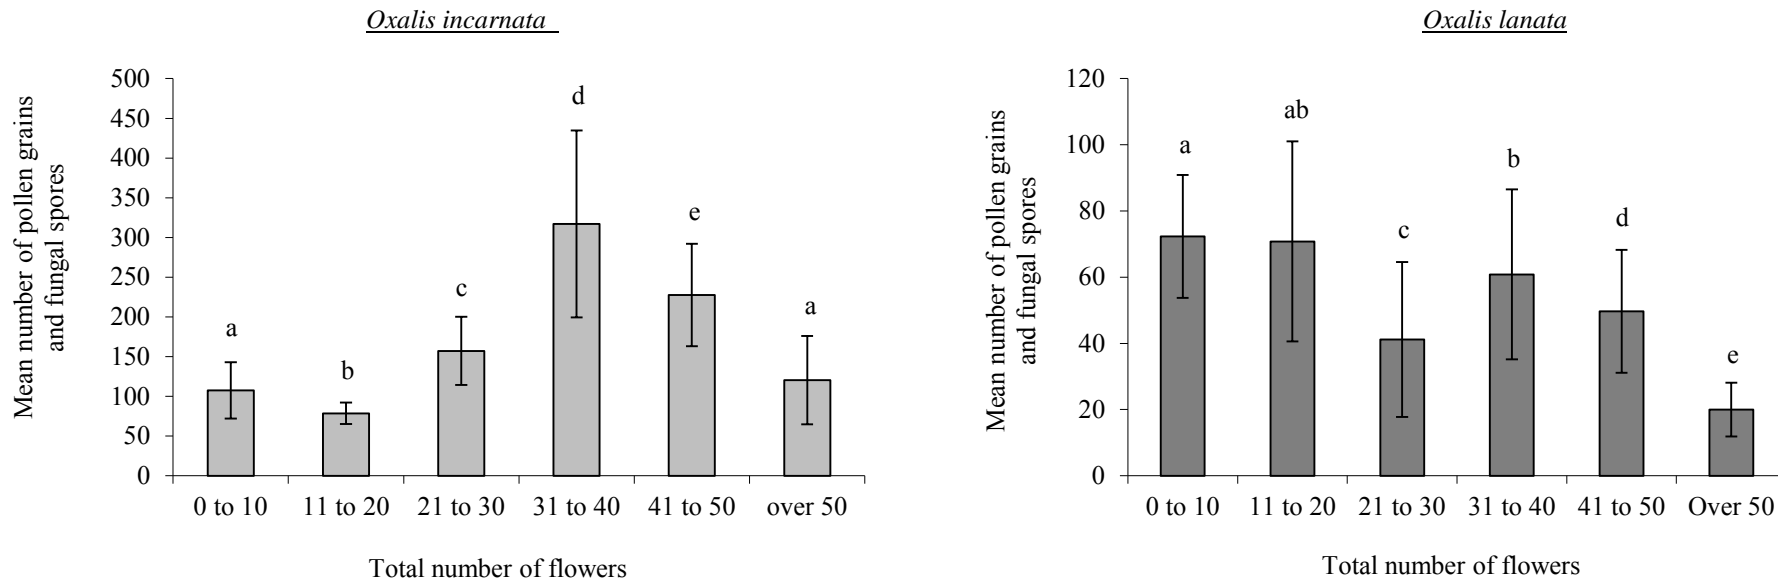 Oxalis incarnata
Mean number of pollen grains
and fungal spores
500
450
400
350
300
250
200
150
100
50
0
a
b
c
d
e
a
0 to 10
11 to 20
21 to 30
31 to 40
41 to 50
over 50
Total number of flowers
Oxalis lanata
Mean number of pollen grains
and fungal spores
120
100
80
60
40
20
0
a
ab
c
b
d
e
0 to 10
11 to 20
21 to 30
31 to 40
41 to 50
Over 50
Total number of flowers